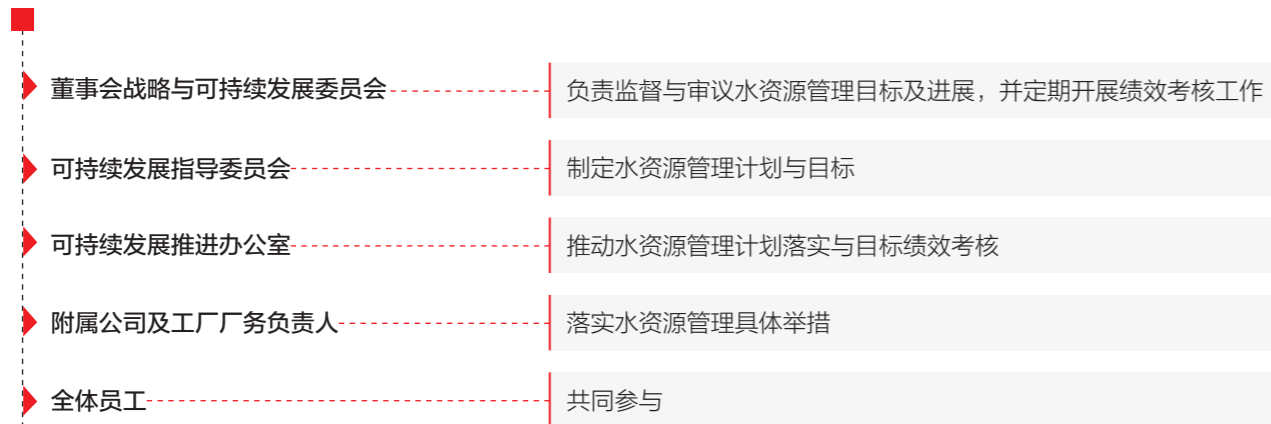 董事会战略与可持续发展委员会
负责监督与审议水资源管理目标及进展，并定期开展绩效考核工作
可持续发展指导委员会
制定水资源管理计划与目标
可持续发展推进办公室
推动水资源管理计划落实与目标绩效考核
附属公司及工厂厂务负责人
落实水资源管理具体举措
全体员工
共同参与